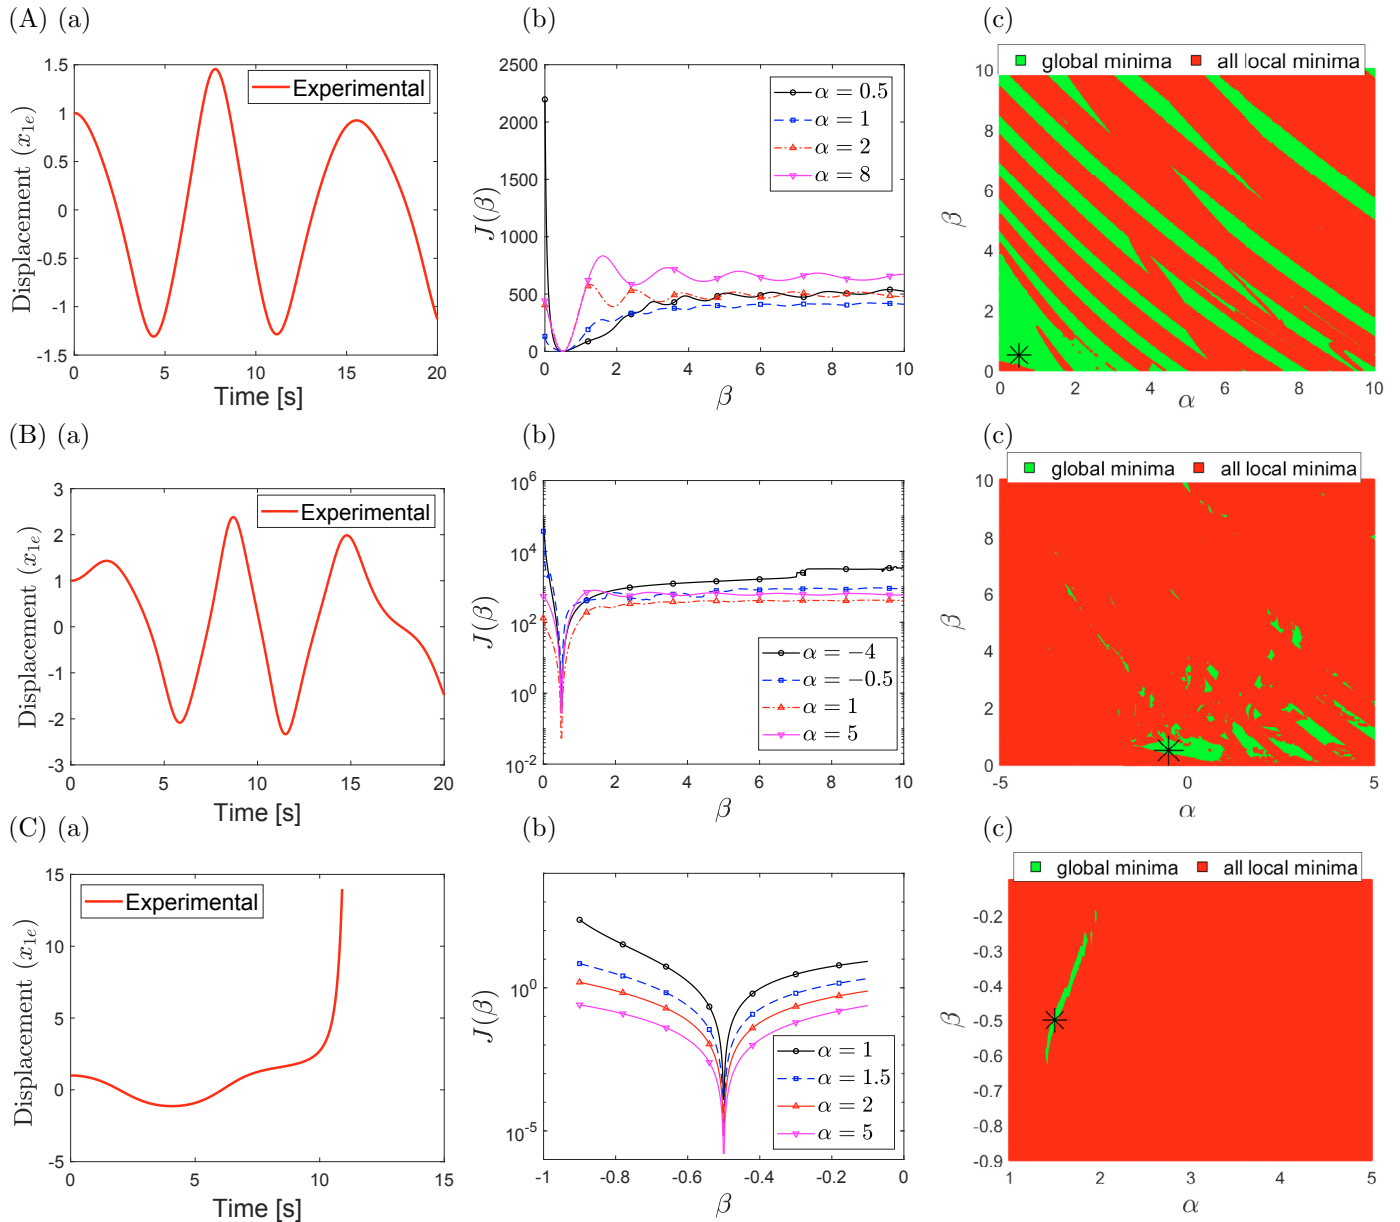 (A) (a)
(b)
(c)
1.5
1
0.5
0
-0.5
-1
-1.5
0
5
10
15
20
Experimental
Displacement (x1e)
Time [s]
2500
2000
1500
1000
500
0
0
2
4
6
8
10
α = 0.5
α = 1
α = 2
α = 8
J(β)
β
global minima
all local minima
10
8
6
4
2
0
0
2
4
6
8
10
β
α
(B) (a)
(b)
(c)
3
2
1
0
-1
-2
-3
0
5
10
15
20
Experimental
Displacement (x1e)
Time [s]
10^6
10^4
10^2
10^0
10^-2
0
2
4
6
8
10
α = −4
α = −0.5
α = 1
α = 5
J(β)
β
global minima
all local minima
10
8
6
4
2
0
-5
0
5
β
α
(C) (a)
(b)
(c)
15
10
5
0
-5
0
5
10
15
Experimental
Displacement (x1e)
Time [s]
10^0
10^-5
-1
-0.8
-0.6
-0.4
-0.2
0
α = 1
α = 1.5
α = 2
α = 5
J(β)
β
global minima
all local minima
-0.2
-0.3
-0.4
-0.5
-0.6
-0.7
-0.8
-0.9
1
2
3
4
5
β
α